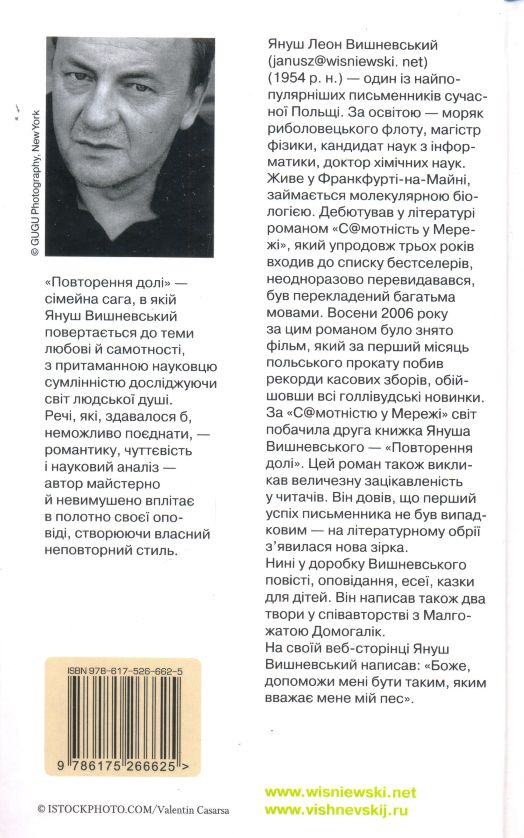 © GUGU Photography, NewYork
«Повторення долі» —
сімейна сага, в якій
Януш Вишневський
повертається до теми
любові й самотності,
з притаманною науковцю
сумлінністю досліджуючи
світ людської душі.
Речі, які, здавалося б,
неможливо поєднати, —
романтику, чуттєвість
і науковий аналіз —
автор майстерно
й невимушено вплітає
в полотно своєї опо-
віді, створюючи власний
неповторний стиль.
Януш Леон Вишневський
(janusz@wisniewski. net)
(1954 р. н.) — один із найпо-
пулярніших письменників сучас-
ної Польщі. За освітою — моряк
риболовецького флоту, магістр
фізики, кандидат наук з інфор-
матики, доктор хімічних наук.
Живе у Франкфурті-на-Майні,
займається молекулярною біо-
логією. Дебютував у літературі
романом «С@мотність у Мере-
жі», який упродовж трьох років
входив до списку бестселерів,
неодноразово перевидавався,
був перекладений багатьма
мовами. Восени 2006 року
за цим романом було знято
фільм, який за перший місяць
польського прокату побив
рекорди касових зборів, обій-
шовши всі голлівудські новинки.
За «С@мотністю у Мережі» світ
побачила друга книжка Януша
Вишневського — «Повторення
долі». Цей роман також викли-
кав величезну зацікавленість
у читачів. Він довів, що перший
успіх письменника не був випад-
ковим — на літературному обрії
з’явилася нова зірка.
Нині у доробку Вишневського
повісті, оповідання, есеї, казки
для дітей. Він написав також два
твори у співавторстві з Малго-
жатою Домогалік.
На своїй веб-сторінці Януш
Вишневський написав: «Боже,
допоможи мені бути таким, яким
вважає мене мій пес».
ISBN 978-617-526-662-5
9 786175 266625 >
© ISTOCKPHOTO.COM/Valentin Casarsa
www.wisniewski.net
www.vishnevskij.ru